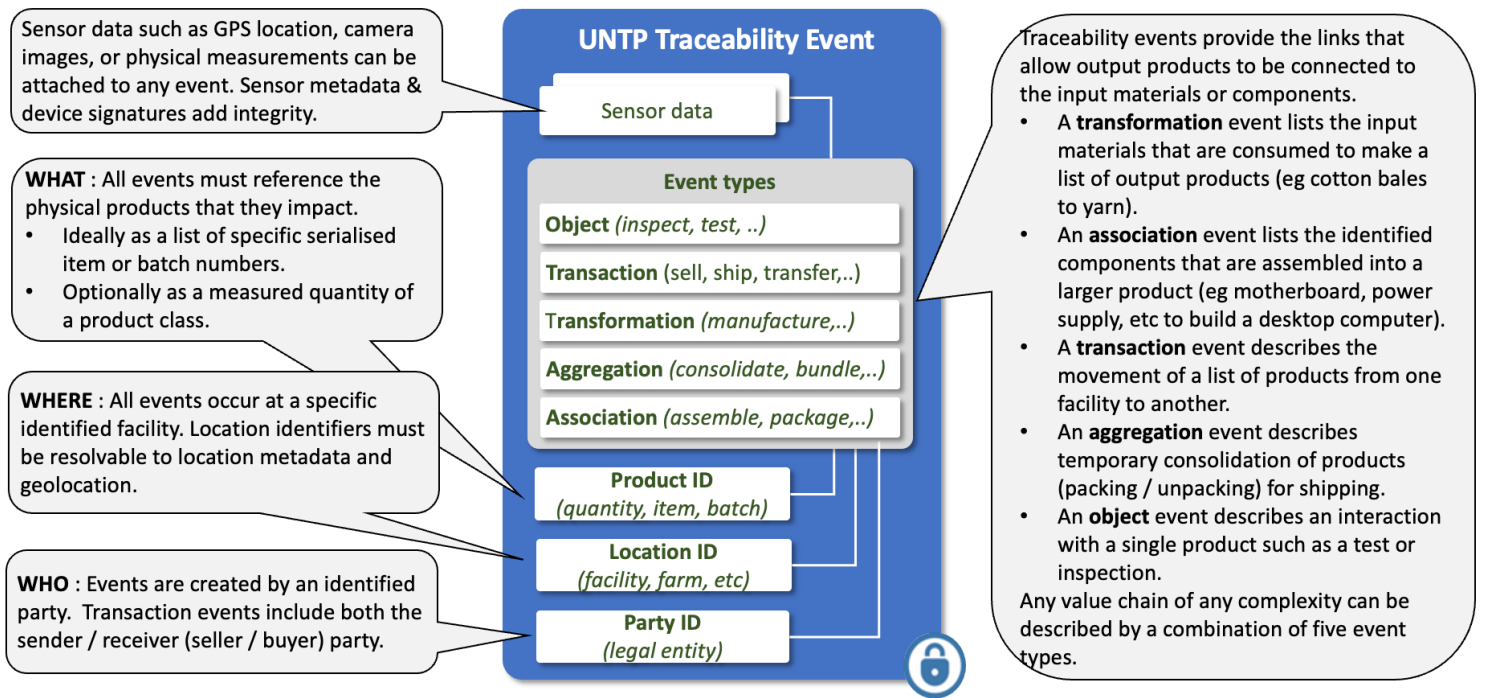 Sensor data such as GPS location, camera
images, or physical measurements can be
attached to any event. Sensor metadata &
device signatures add integrity.
WHAT : All events must reference the
physical products that they impact.
• Ideally as a list of specific serialised
item or batch numbers.
• Optionally as a measured quantity of
a product class.
WHERE : All events occur at a specific
identified facility. Location identifiers must
be resolvable to location metadata and
geolocation.
WHO : Events are created by an identified
party. Transaction events include both the
sender / receiver (seller / buyer) party.
UNTP Traceability Event
Sensor data
Event types
Object (inspect, test, ..)
Transaction (sell, ship, transfer,..)
Transformation (manufacture,..)
Aggregation (consolidate, bundle,..)
Association (assemble, package,..)
Product ID
(quantity, item, batch)
Location ID
(facility, farm, etc)
Party ID
(legal entity)
Traceability events provide the links that
allow output products to be connected to
the input materials or components.
• A transformation event lists the input
materials that are consumed to make a
list of output products (eg cotton bales
to yarn).
• An association event lists the identified
components that are assembled into a
larger product (eg motherboard, power
supply, etc to build a desktop computer).
• A transaction event describes the
movement of a list of products from one
facility to another.
• An aggregation event describes
temporary consolidation of products
(packing / unpacking) for shipping.
• An object event describes an interaction
with a single product such as a test or
inspection.
Any value chain of any complexity can be
described by a combination of five event
types.